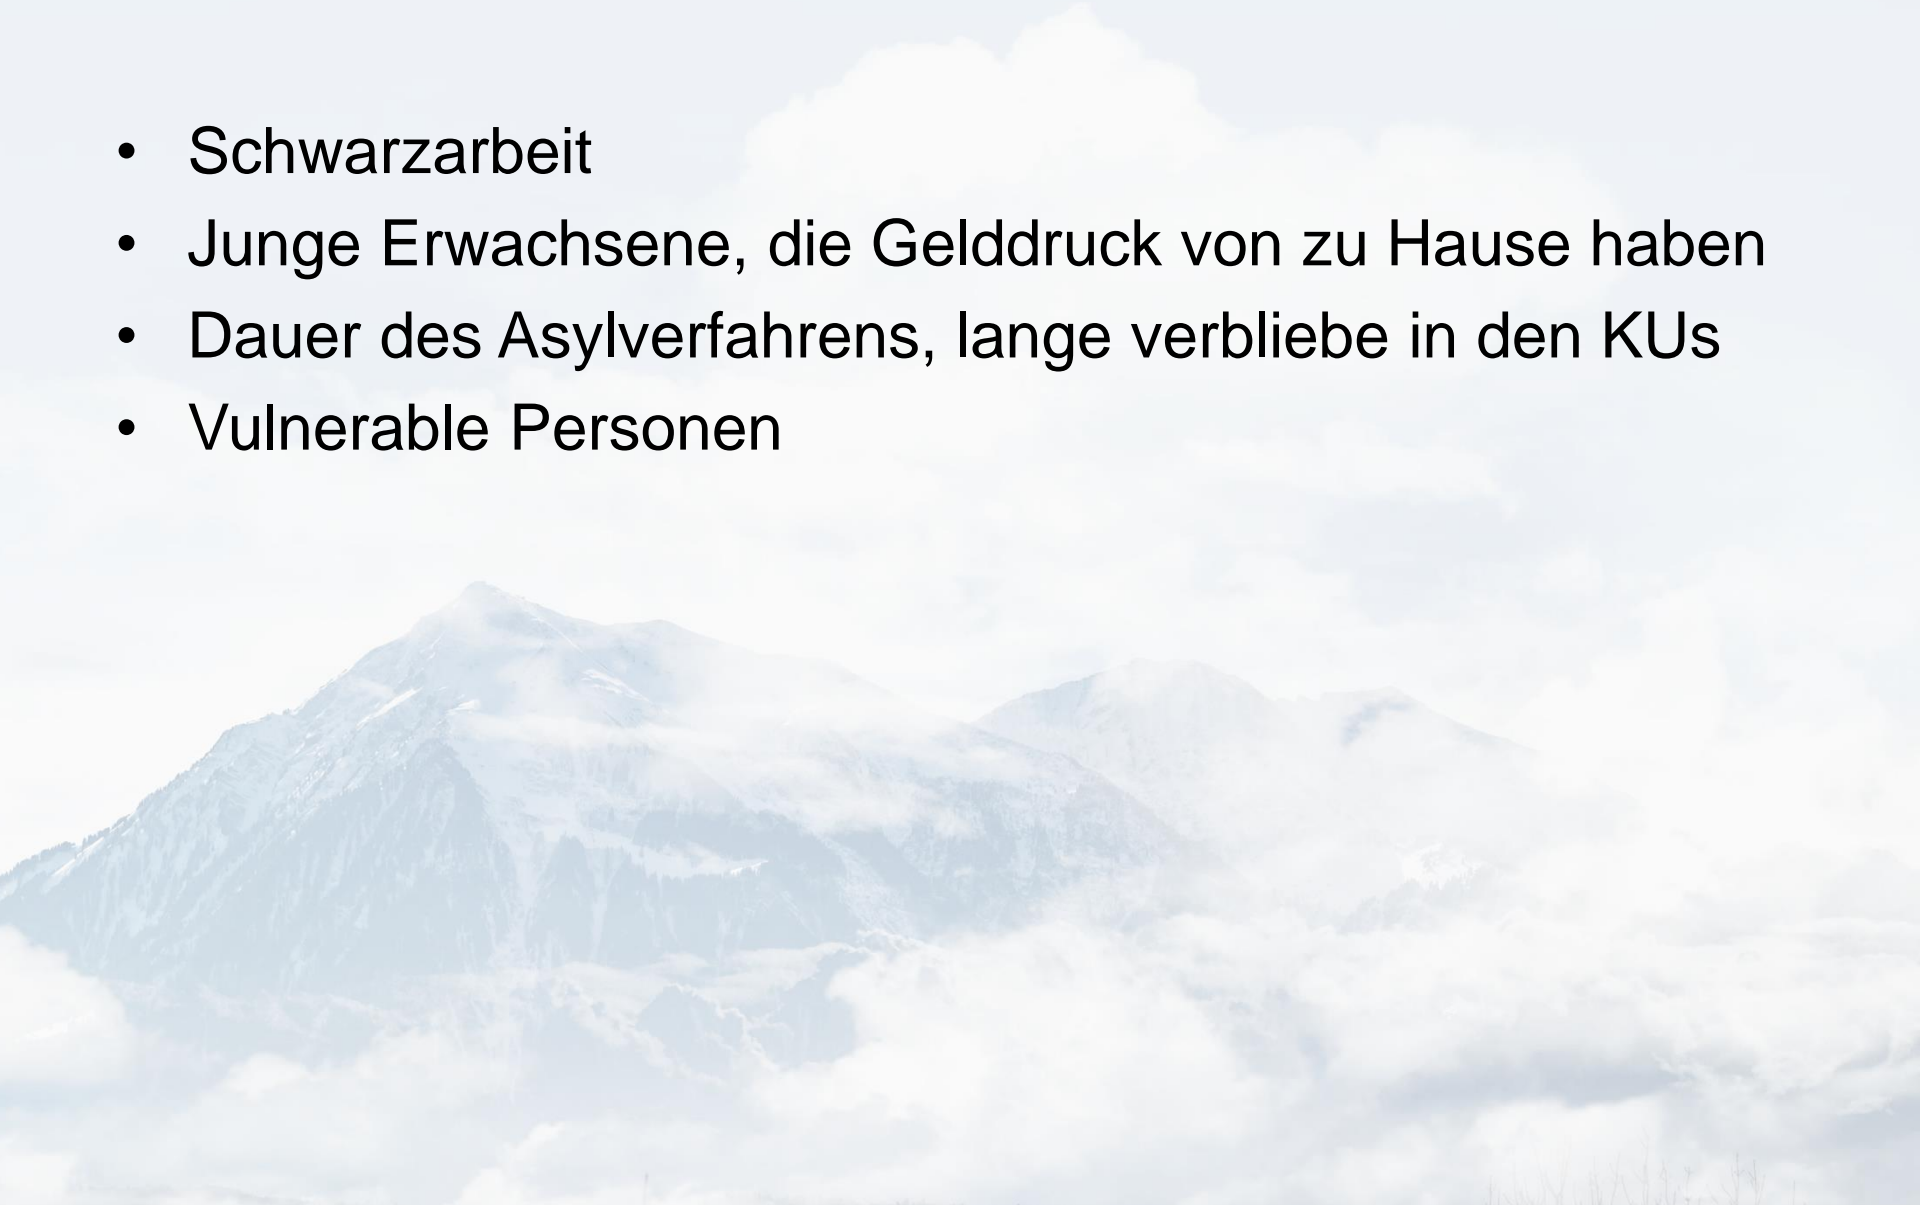 • Schwarzarbeit
• Junge Erwachsene, die Gelddruck von zu Hause haben
• Dauer des Asylverfahrens, lange verbliebe in den KUs
• Vulnerable Personen